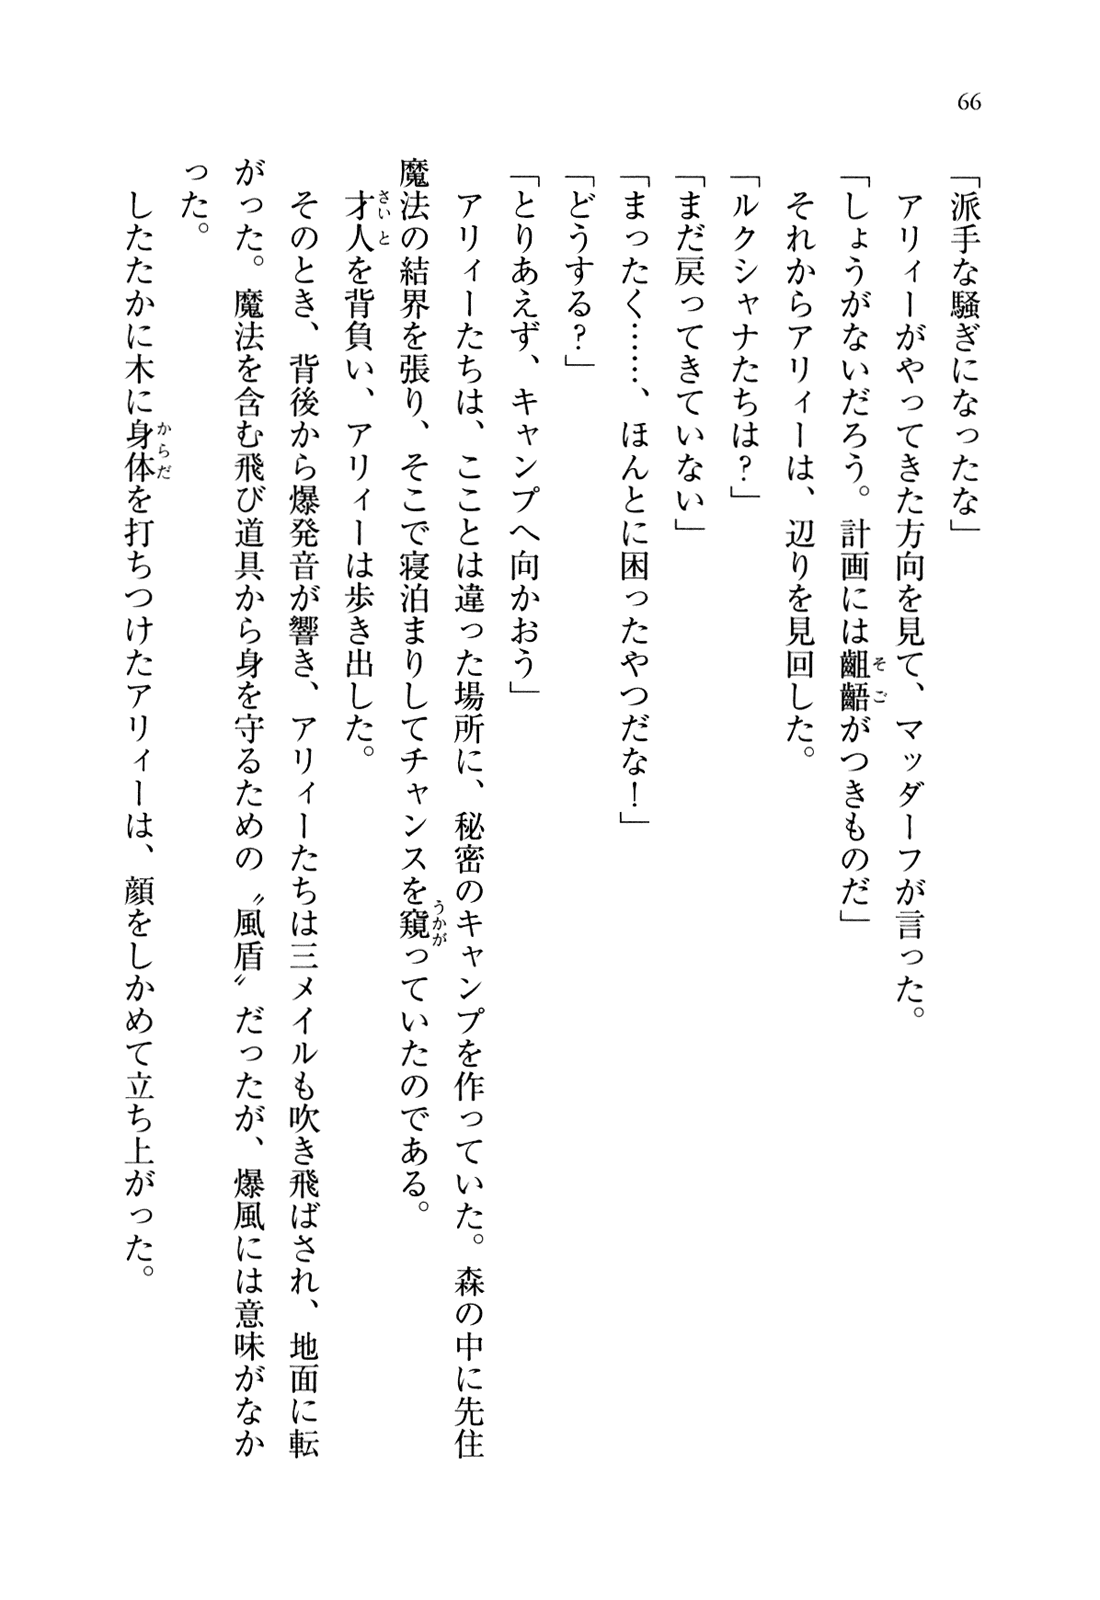 66
「派手な騒ぎになったな」
アリィーがやってきた方向を見て、マッダーフが言った。
「しょうがないだろう。計画には齟齬がつきものだ」
それからアリィーは、辺りを見回した。
「ルクシャナたちは？」
「まだ戻ってきていない」
「まったく……、ほんとに困ったやつだな！」
「どうする？」
「とりあえず、キャンプへ向かおう」
アリィーたちは、こことは違った場所に、秘密のキャンプを作っていた。森の中に先住
魔法の結界を張り、そこで寝泊まりしてチャンスを窺っていたのである。
才人を背負い、アリィーは歩き出した。
そのとき、背後から爆発音が響き、アリィーたちは三メイルも吹き飛ばされ、地面に転
がった。魔法を含む飛び道具から身を守るための〝風盾〟だったが、爆風には意味がなか
った。
したたかに木に身体を打ちつけたアリィーは、顔をしかめて立ち上がった。